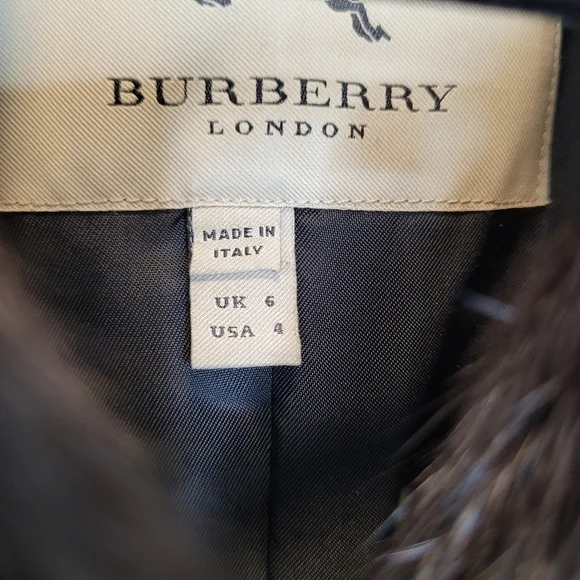 BURBERRY
LONDON
MADE IN
ITALY
UK 6
USA 4